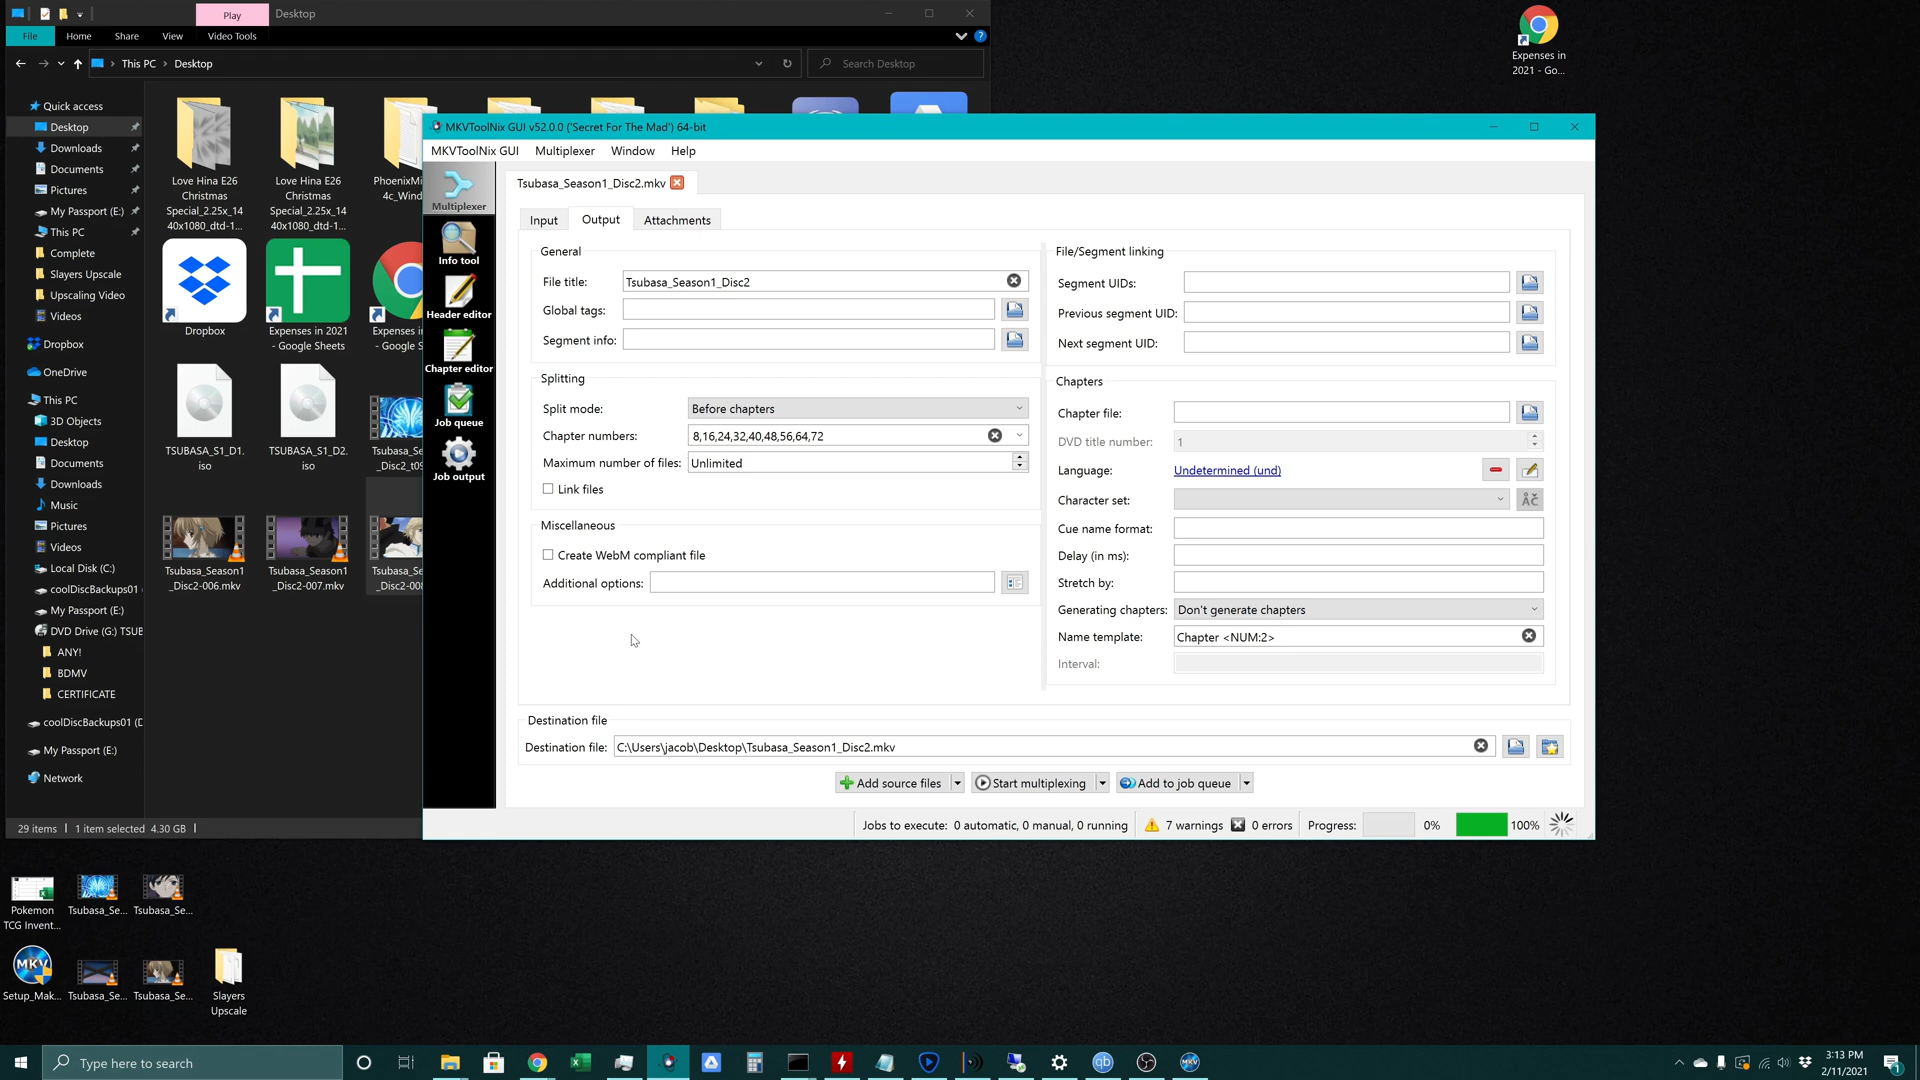 Play
Desktop
File
Home
Share
View
Video Tools
This PC
Desktop
Search Desktop
Quick access
Desktop
Downloads
Documents
Pictures
My Passport (E:)
This PC
Complete
Slayers Upscale
Upscaling Video
Videos
Dropbox
OneDrive
This PC
3D Objects
Desktop
Documents
Downloads
Music
Pictures
Videos
Local Disk (C:)
coolDiscBackups01
My Passport (E:)
DVD Drive (G:) TSUB
ANY!
BDMV
CERTIFICATE
coolDiscBackups01 (D
My Passport (E:)
Network
Love Hina E26
Christmas
Special_2.25x_14
40x1080_dtd-1...
Love Hina E26
Christmas
Special_2.25x_14
40x1080_dtd-1...
PhoenixMi
4c_Wind
Dropbox
Expenses in 2021
- Google Sheets
Expenses
- Google S
TSUBASA_S1_D1.
iso
TSUBASA_S1_D2.
iso
Tsubasa_Se
_Disc2_t09
Tsubasa_Season1
_Disc2-006.mkv
Tsubasa_Season1
_Disc2-007.mkv
Tsubasa_Se
_Disc2-008
29 items
1 item selected
4.30 GB
MKVToolNix GUI v52.0.0 ('Secret For The Mad') 64-bit
MKVToolNix GUI
Multiplexer
Window
Help
Multiplexer
Info tool
Header editor
Chapter editor
Job queue
Job output
Tsubasa_Season1_Disc2.mkv
Input
Output
Attachments
General
File title:
Tsubasa_Season1_Disc2
Global tags:
Segment info:
Splitting
Split mode:
Before chapters
Chapter numbers:
8,16,24,32,40,48,56,64,72
Maximum number of files:
Unlimited
Link files
Miscellaneous
Create WebM compliant file
Additional options:
File/Segment linking
Segment UIDs:
Previous segment UID:
Next segment UID:
Chapters
Chapter file:
DVD title number:
1
Language:
Undetermined (und)
Character set:
Cue name format:
Delay (in ms):
Stretch by:
Generating chapters:
Don't generate chapters
Name template:
Chapter <NUM:2>
Interval:
Destination file
Destination file:
C:\Users\jacob\Desktop\Tsubasa_Season1_Disc2.mkv
Add source files
Start multiplexing
Add to job queue
Jobs to execute: 0 automatic, 0 manual, 0 running
7 warnings
0 errors
Progress:
0%
100%
Expenses in
2021 - Go...
Pokemon
TCG Invent...
Tsubasa_Se...
Tsubasa_Se...
MKV
Setup_Mak...
Tsubasa_Se...
Tsubasa_Se...
Slayers
Upscale
Type here to search
3:13 PM
2/11/2021